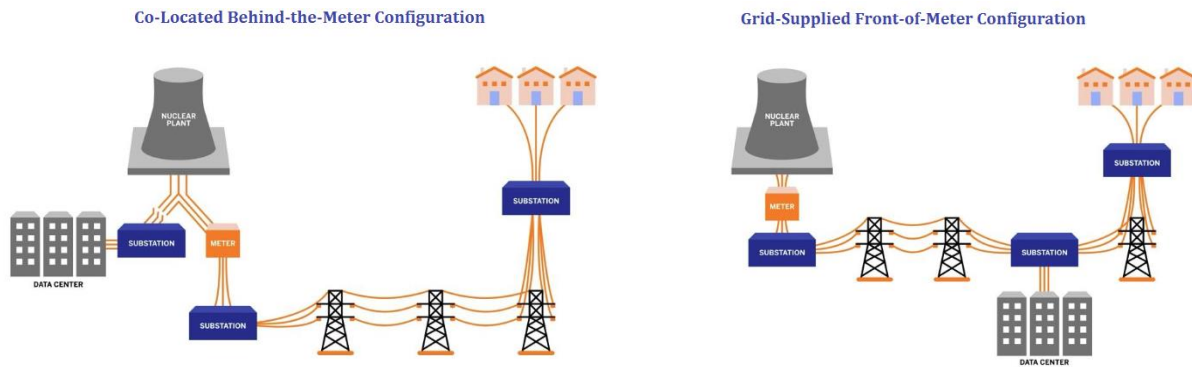 Co-Located Behind-the-Meter Configuration
NUCLEAR
PLANT
SUBSTATION
SUBSTATION
METER
DATA CENTER
SUBSTATION
Grid-Supplied Front-of-Meter Configuration
NUCLEAR
PLANT
SUBSTATION
METER
SUBSTATION
SUBSTATION
DATA CENTER